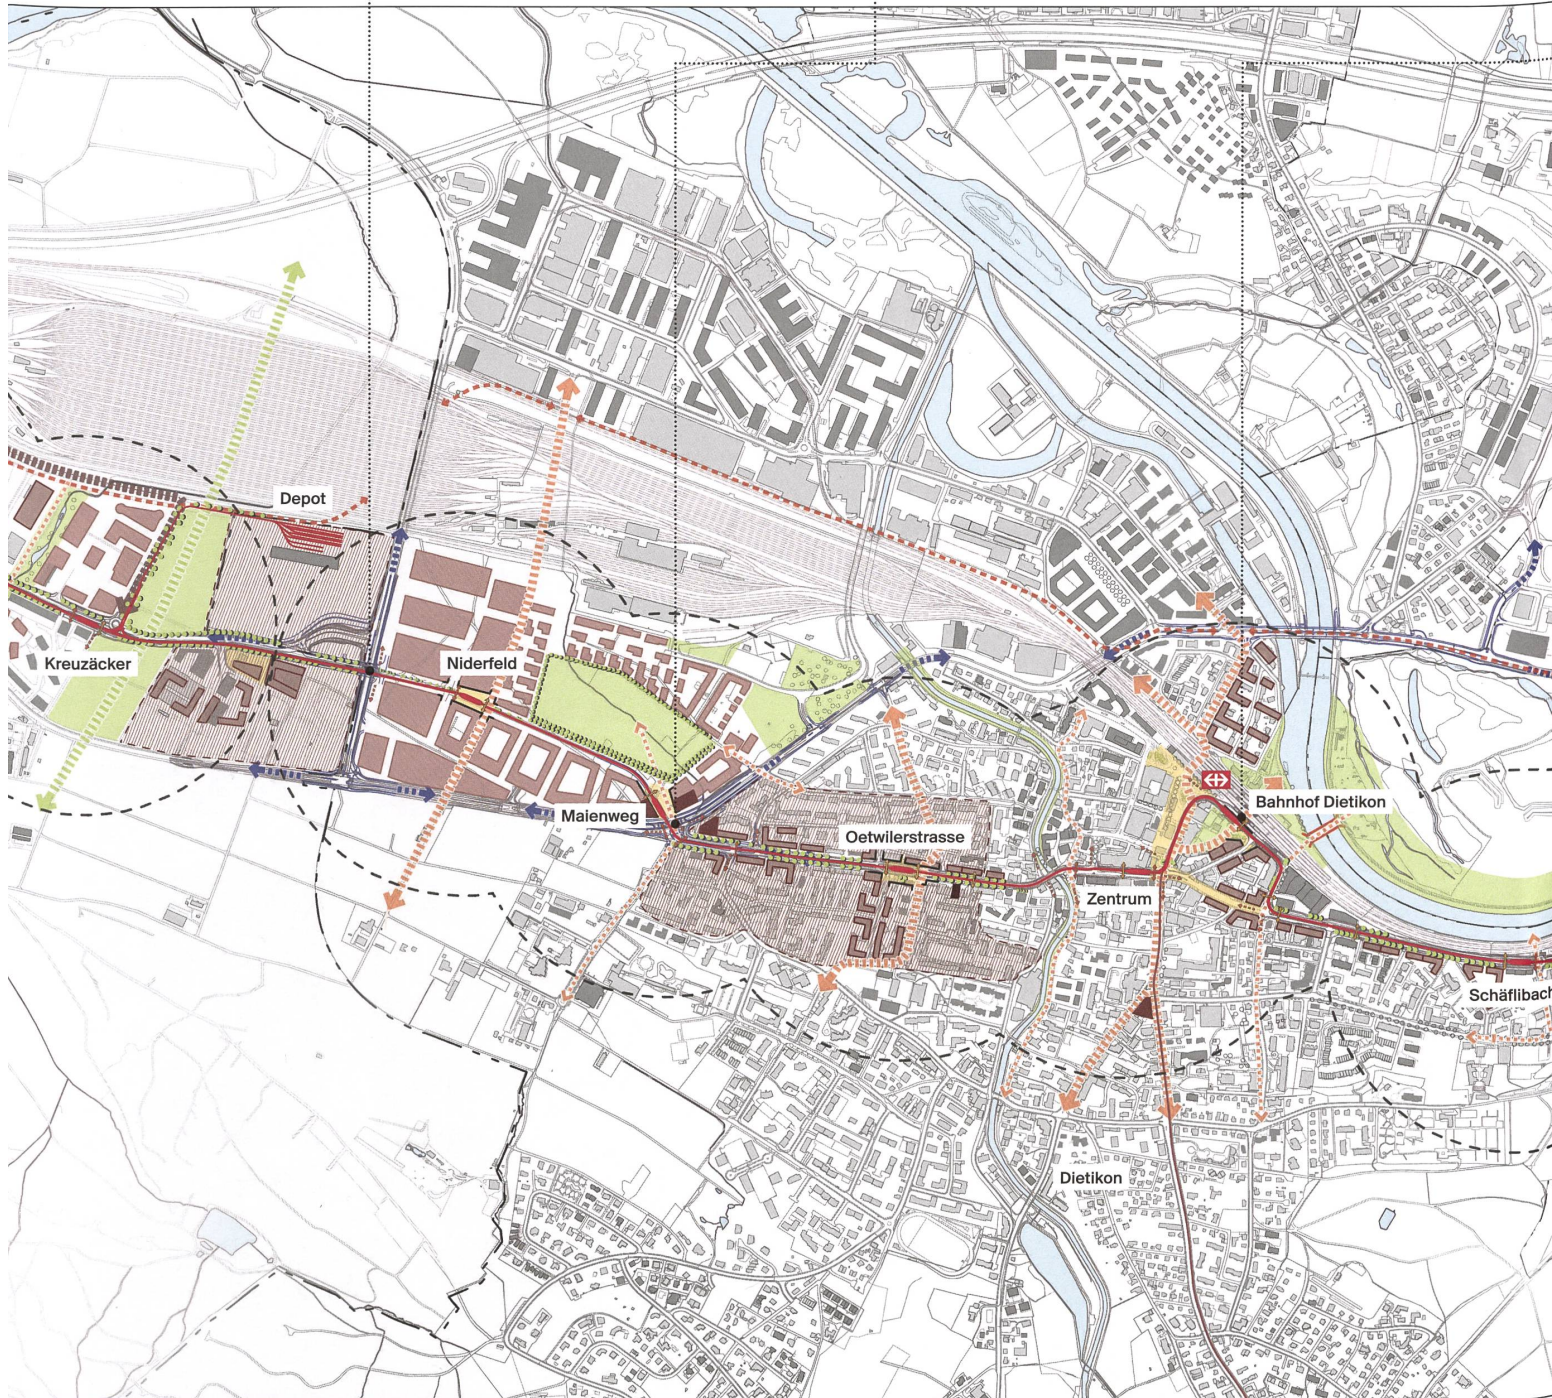 Depot
Kreuzäcker
Niderfeld
Maienweg
Oetwilerstrasse
Bahnhof Dietikon
Zentrum
Schäflibach
Dietikon